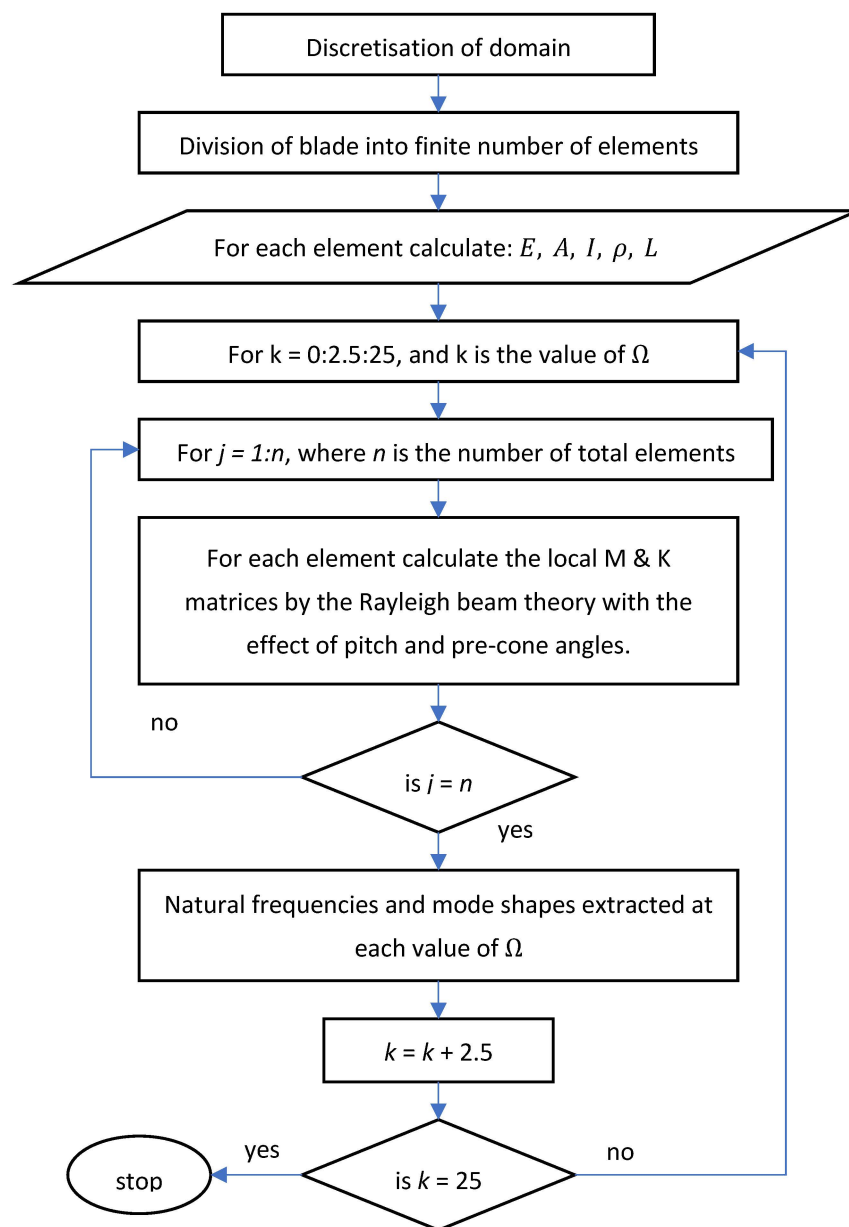 Discretisation of domain
Division of blade into finite number of elements
For each element calculate: E, A, I, ρ, L
For k = 0:2.5:25, and k is the value of Ω
For j = 1:n, where n is the number of total elements
For each element calculate the local M & K
matrices by the Rayleigh beam theory with the
effect of pitch and pre-cone angles.
no
is j = n
yes
Natural frequencies and mode shapes extracted at
each value of Ω
k = k + 2.5
yes
no
stop
is k = 25